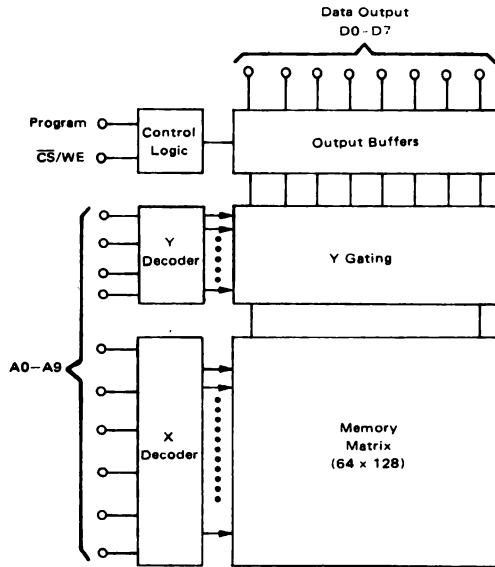 Data Output
D0-D7
Program
Control
Logic
Output Buffers
C̅S̅/WE
Y
Decoder
Y Gating
A0-A9
X
Decoder
Memory
Matrix
(64 x 128)